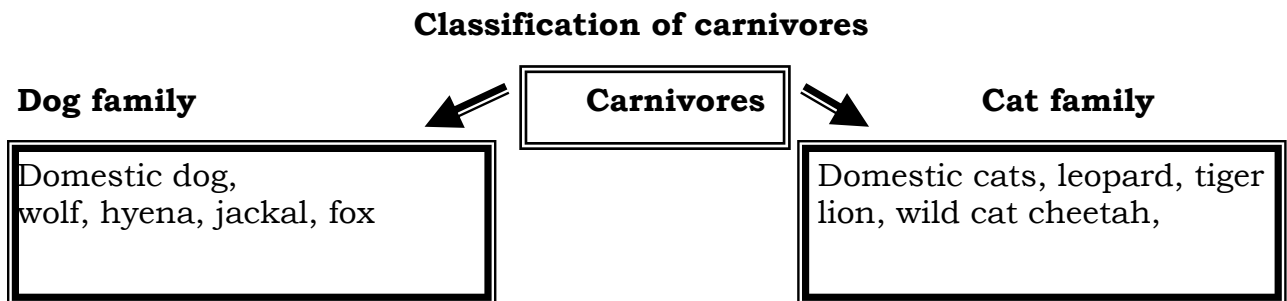 Classification of carnivores
Dog family
Carnivores
Cat family
Domestic dog,
wolf, hyena, jackal, fox
Domestic cats, leopard, tiger
lion, wild cat cheetah,